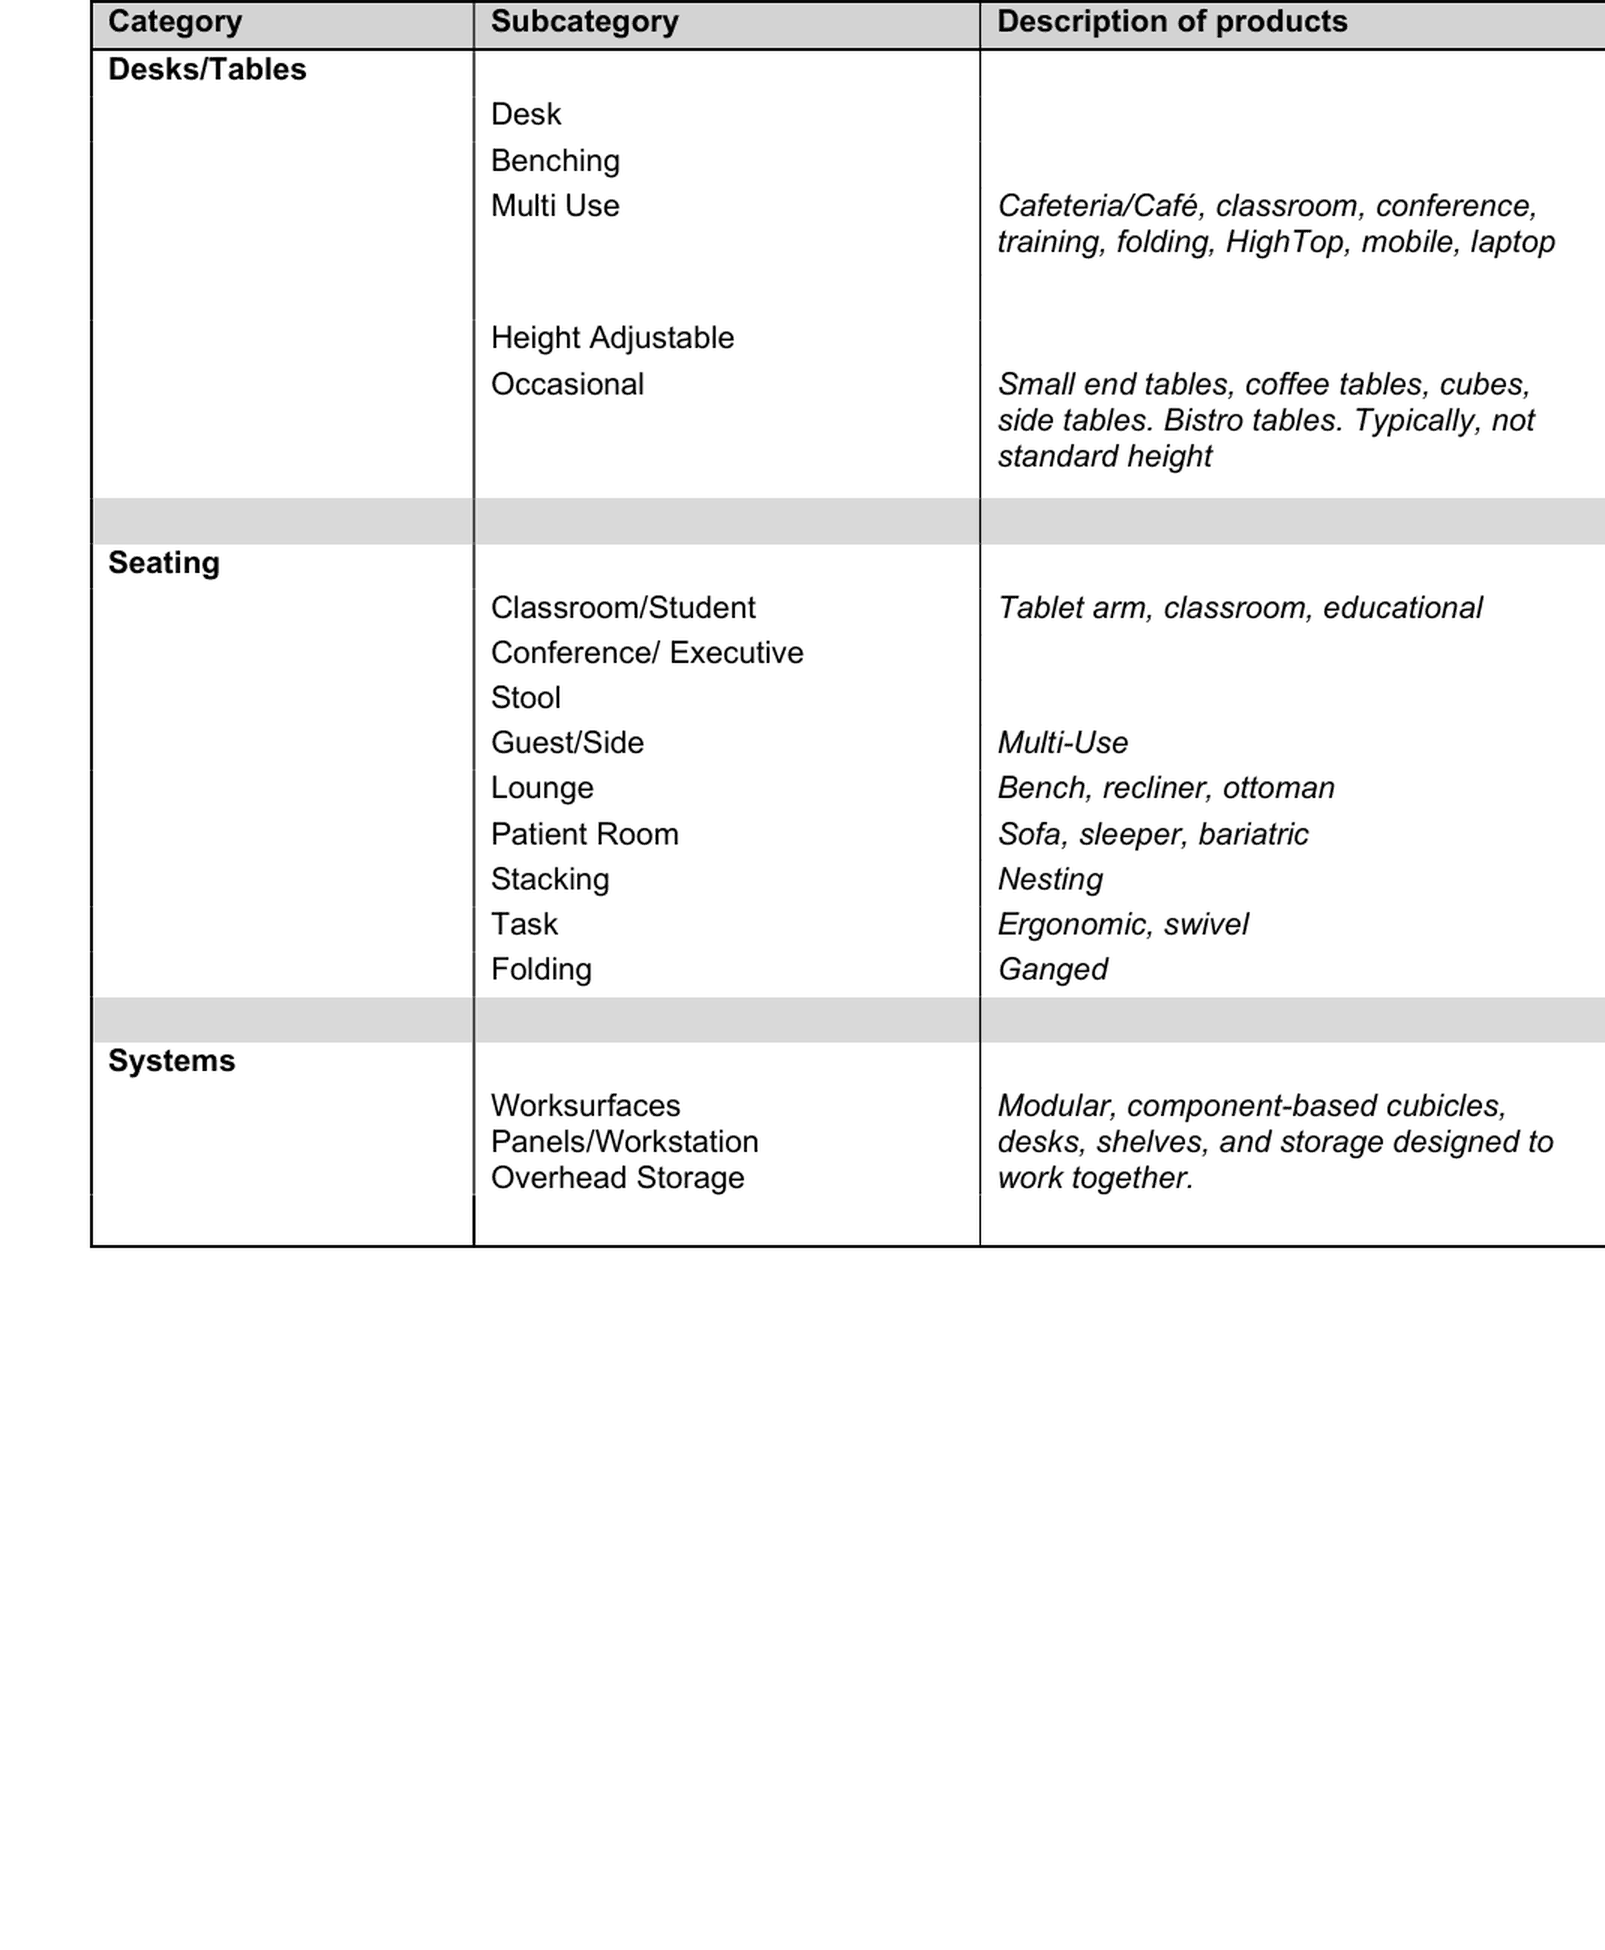 Category Subcategory Description of products
Desks/Tables
Desk
Benching
Multi Use Cafeteria/Café, classroom, conference,
training, folding, HighTop, mobile, laptop
Height Adjustable
Occasional Small end tables, coffee tables, cubes,
side tables. Bistro tables. Typically, not
standard height
Seating
Classroom/Student Tablet arm, classroom, educational
Conference/ Executive
Stool
Guest/Side Multi-Use
Lounge Bench, recliner, ottoman
Patient Room Sofa, sleeper, bariatric
Stacking Nesting
Task Ergonomic, swivel
Folding Ganged
Systems
Worksurfaces Modular, component-based cubicles,
Panels/Workstation desks, shelves, and storage designed to
Overhead Storage work together.